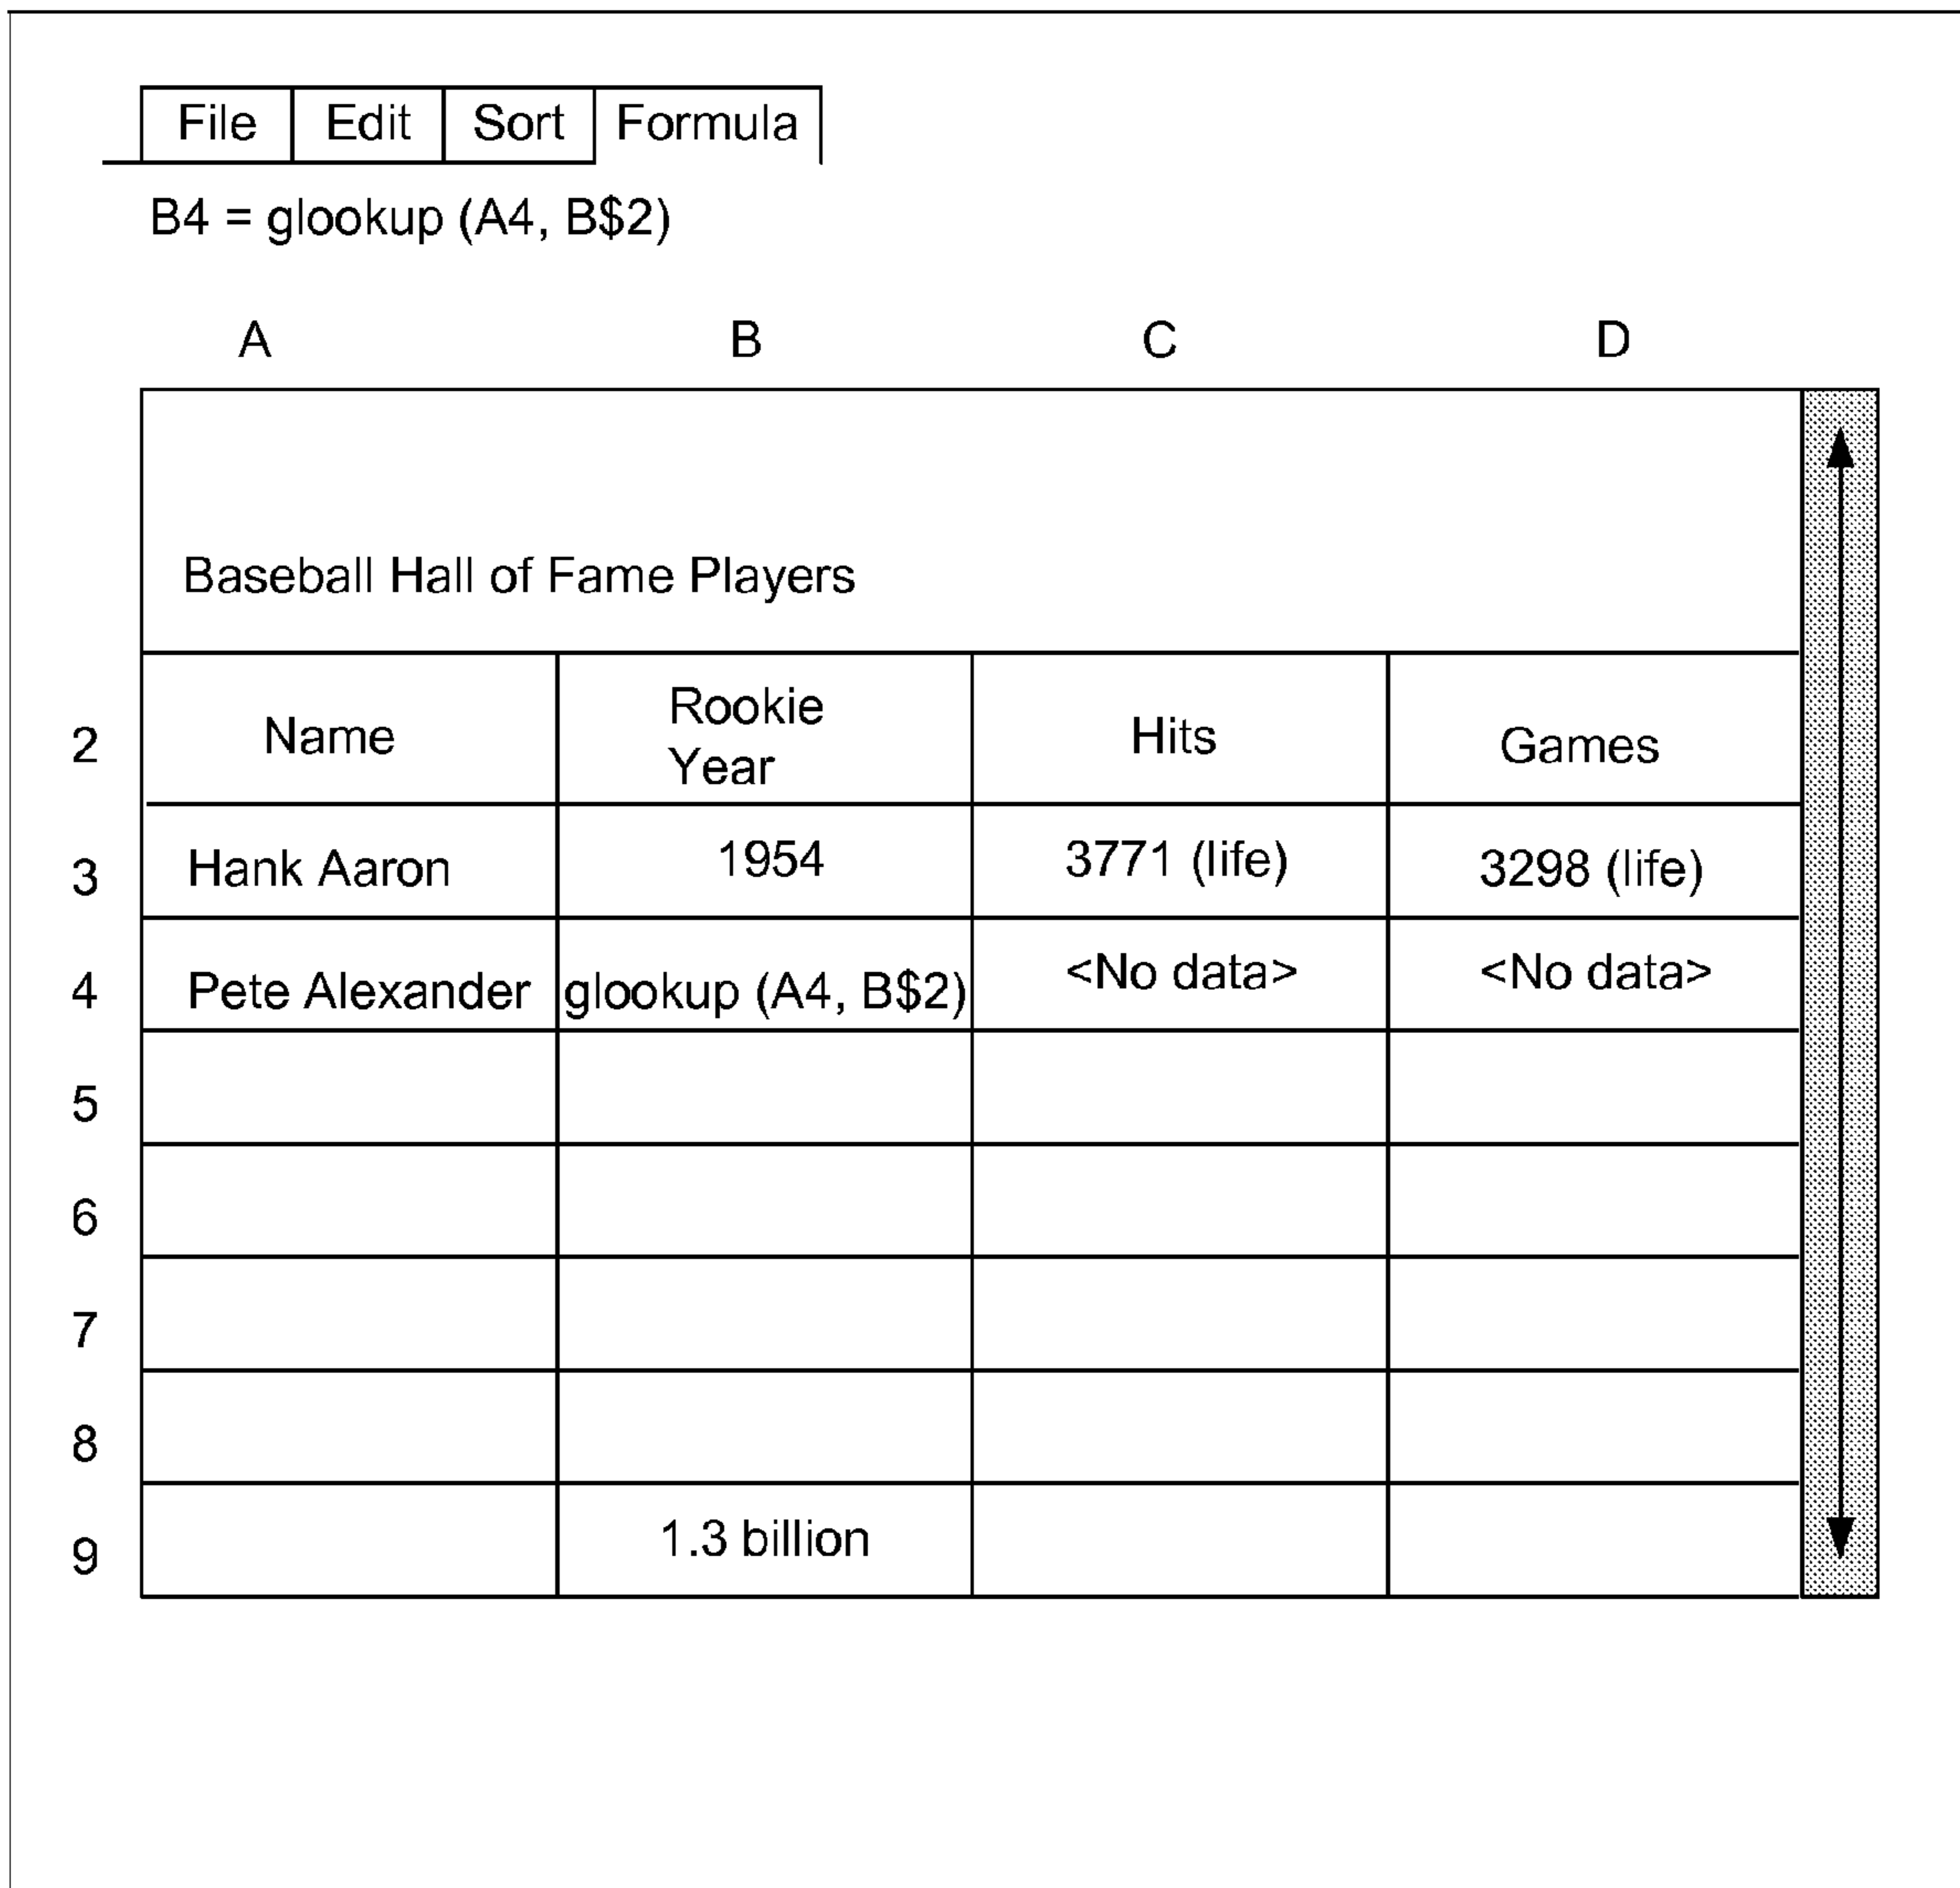 File Edit Sort Formula
B4 = glookup (A4, B$2)
A B C D
Baseball Hall of Fame Players
2 Name Rookie Year Hits Games
3 Hank Aaron 1954 3771 (life) 3298 (life)
4 Pete Alexander glookup (A4, B$2) <No data> <No data>
5
6
7
8
9 1.3 billion